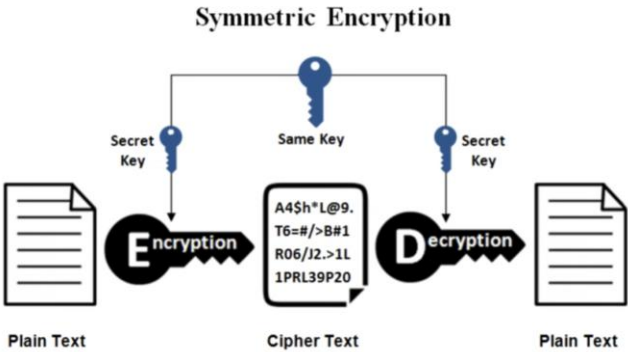 Symmetric Encryption
Secret
Key
Same Key
Secret
Key
Encryption
A4$h*L@9.
T6=#/>B#1
R06/J2.>1L
1PRL39P20
Decryption
Plain Text
Cipher Text
Plain Text